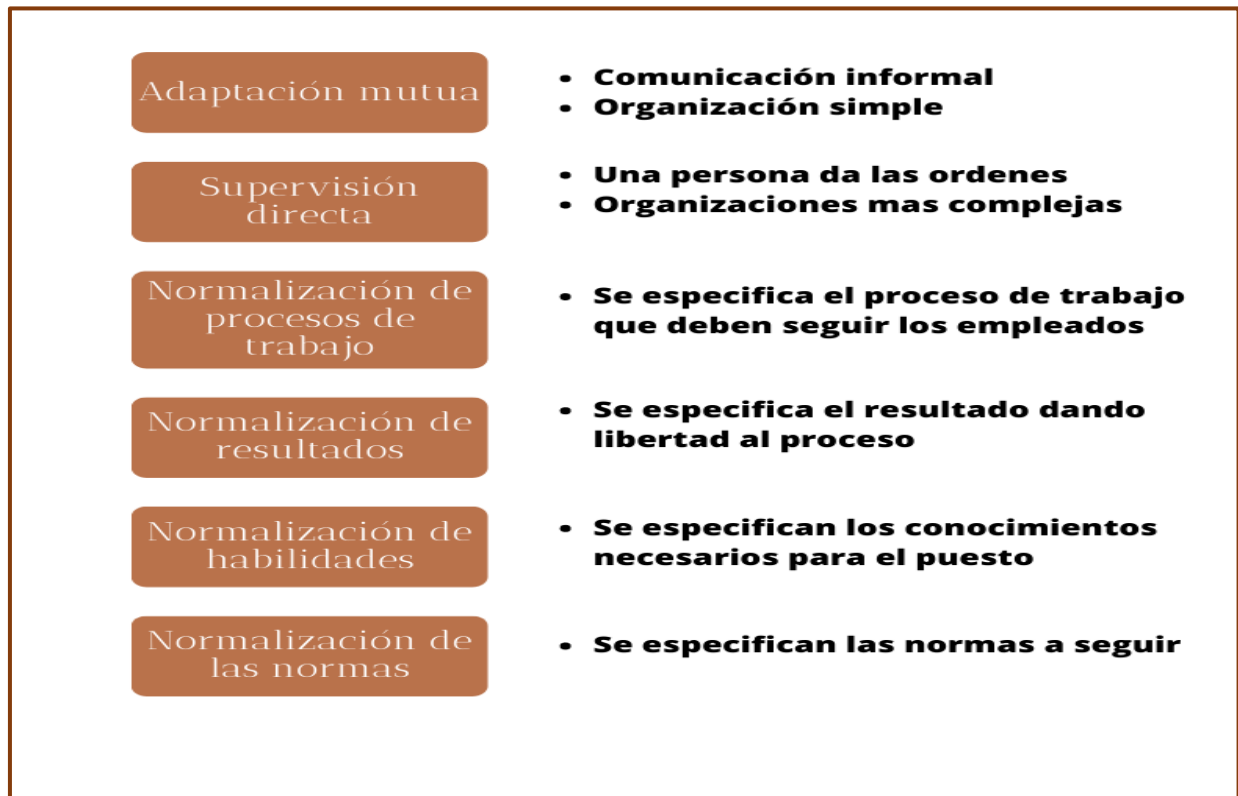 Adaptación mutua
• Comunicación informal
• Organización simple
Supervisión
directa
• Una persona da las ordenes
• Organizaciones mas complejas
Normalización de
procesos de
trabajo
• Se especifica el proceso de trabajo
que deben seguir los empleados
Normalización de
resultados
• Se especifica el resultado dando
libertad al proceso
Normalización de
habilidades
• Se especifican los conocimientos
necesarios para el puesto
Normalización de
las normas
• Se especifican las normas a seguir